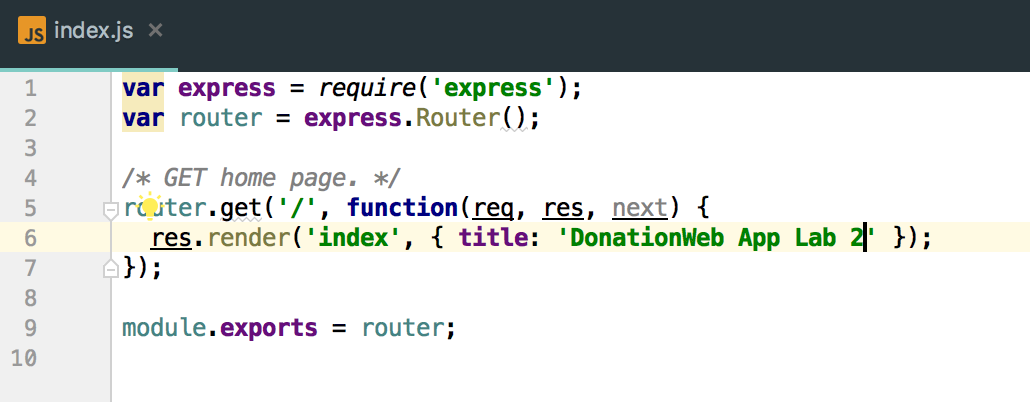 JS index.js ×
1 var express = require('express');
2 var router = express.Router();
3
4 /* GET home page. */
5 router.get('/', function(req, res, next) {
6   res.render('index', { title: 'DonationWeb App Lab 2' });
7 });
8
9 module.exports = router;
10